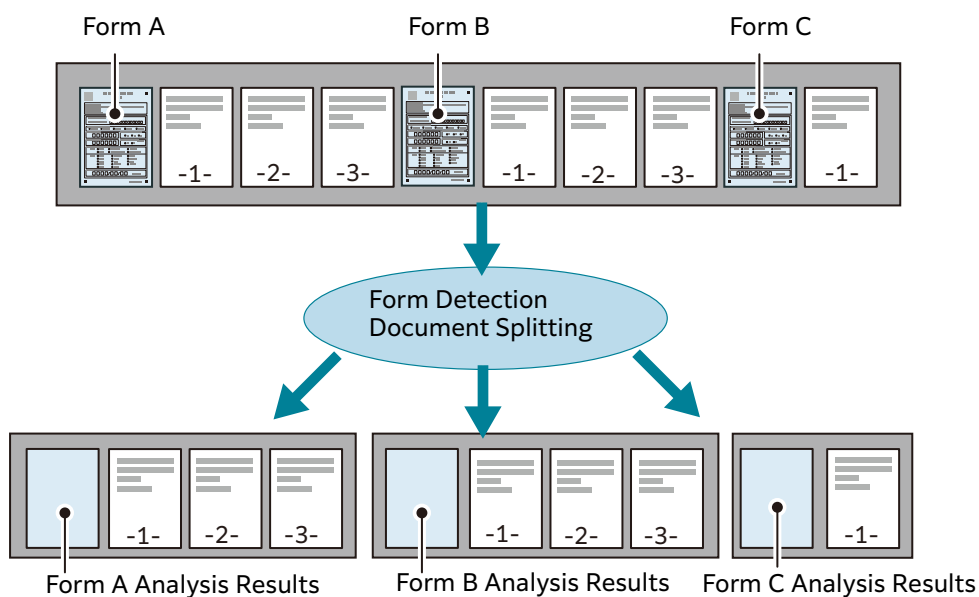 Form A
Form B
Form C
-1-
-2-
-3-
-1-
-2-
-3-
-1-
Form Detection
Document Splitting
-1-
-2-
-3-
-1-
-2-
-3-
-1-
Form A Analysis Results
Form B Analysis Results
Form C Analysis Results